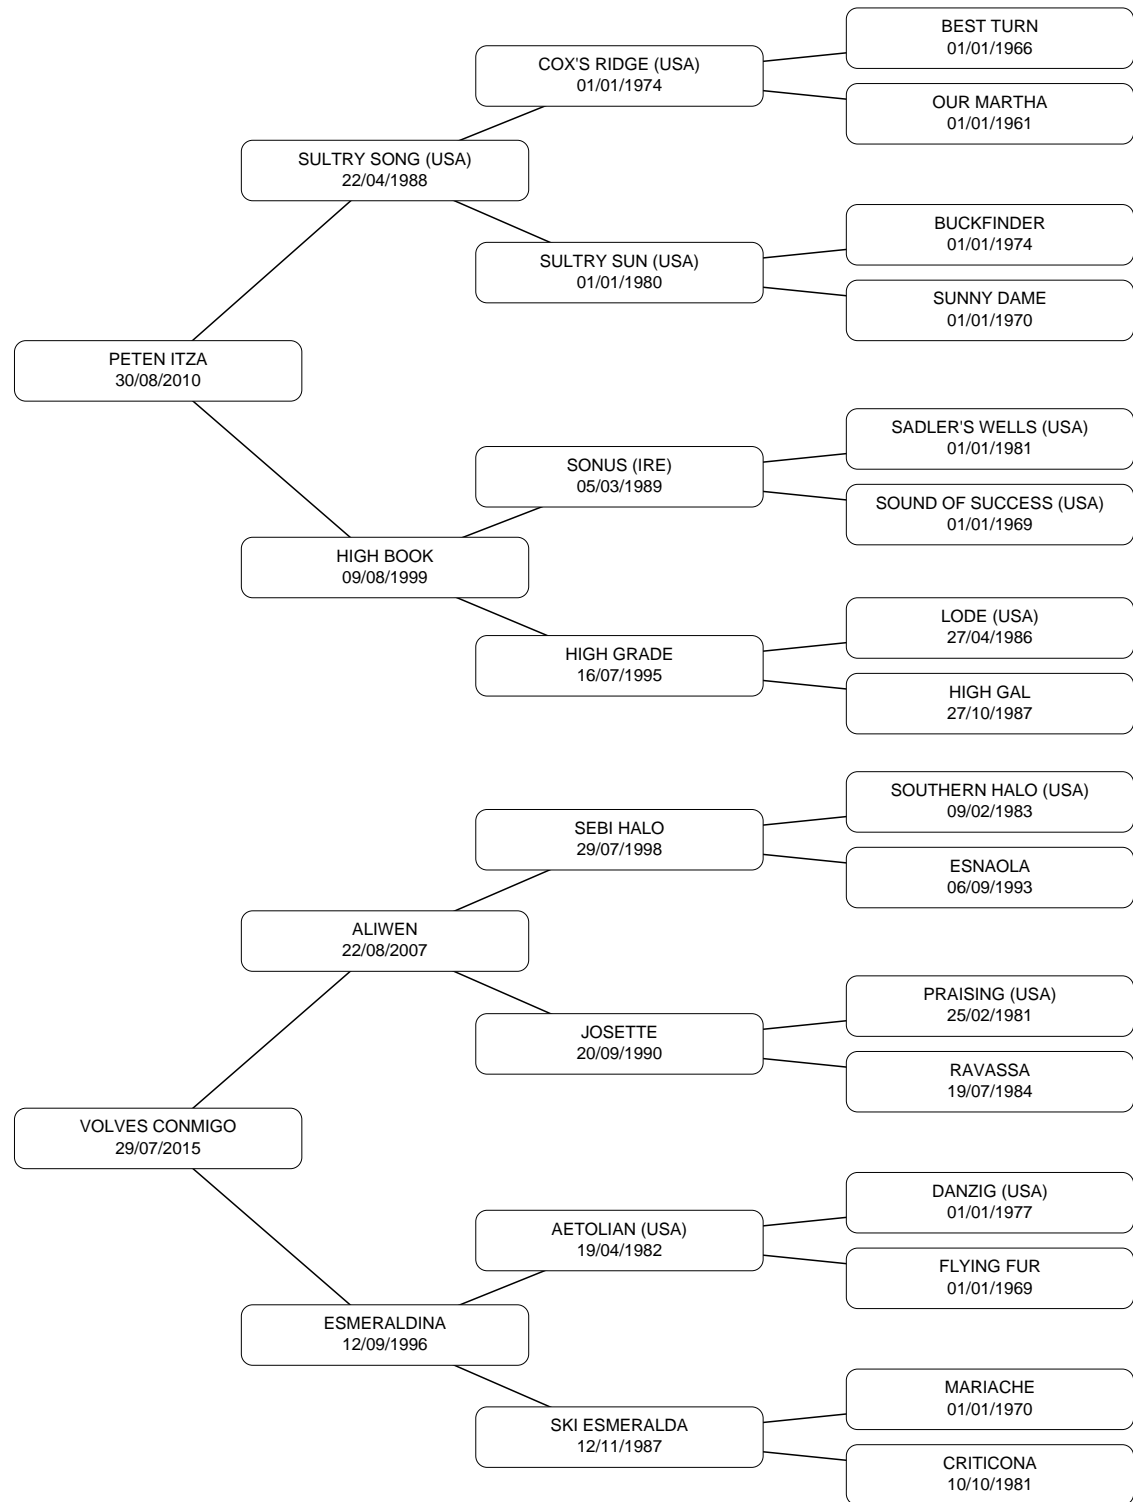 BEST TURN
01/01/1966
COX'S RIDGE (USA)
01/01/1974
OUR MARTHA
01/01/1961
SULTRY SONG (USA)
22/04/1988
BUCKFINDER
01/01/1974
SULTRY SUN (USA)
01/01/1980
SUNNY DAME
01/01/1970
PETEN ITZA
30/08/2010
SADLER'S WELLS (USA)
01/01/1981
SONUS (IRE)
05/03/1989
SOUND OF SUCCESS (USA)
01/01/1969
HIGH BOOK
09/08/1999
LODE (USA)
27/04/1986
HIGH GRADE
16/07/1995
HIGH GAL
27/10/1987
SOUTHERN HALO (USA)
09/02/1983
SEBI HALO
29/07/1998
ESNAOLA
06/09/1993
ALIWEN
22/08/2007
PRAISING (USA)
25/02/1981
JOSETTE
20/09/1990
RAVASSA
19/07/1984
VOLVES CONMIGO
29/07/2015
DANZIG (USA)
01/01/1977
AETOLIAN (USA)
19/04/1982
FLYING FUR
01/01/1969
ESMERALDINA
12/09/1996
MARIACHE
01/01/1970
SKI ESMERALDA
12/11/1987
CRITICONA
10/10/1981